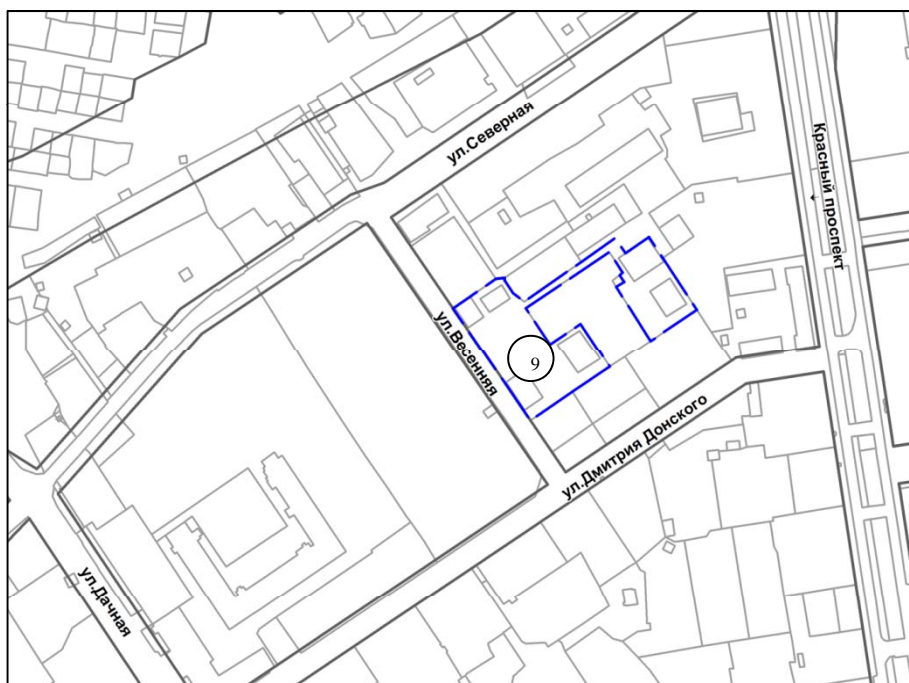 ул.Северная
Красный проспект
ул.Весенняя
9
ул.Дмитрия Донского
ул.Дачная